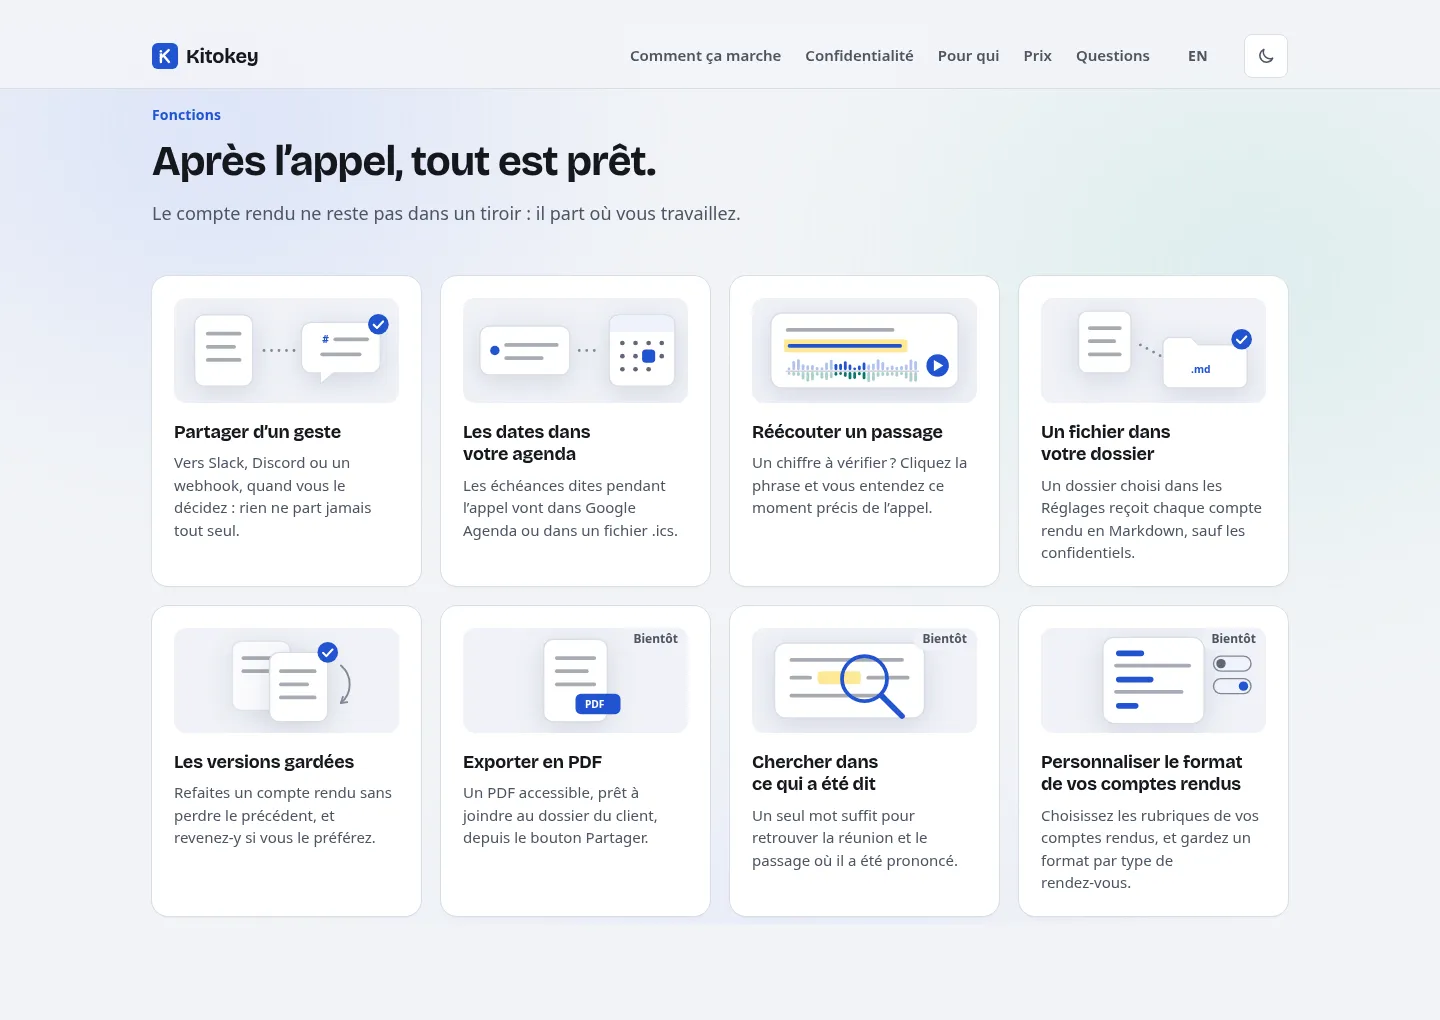 Kitokey
Comment ça marche
Confidentialité
Pour qui
Prix
Questions
EN
Fonctions
Après l’appel, tout est prêt.
Le compte rendu ne reste pas dans un tiroir : il part où vous travaillez.
#
Partager d’un geste
Vers Slack, Discord ou un
webhook, quand vous le
décidez : rien ne part jamais
tout seul.
Les dates dans
votre agenda
Les échéances dites pendant
l’appel vont dans Google
Agenda ou dans un fichier .ics.
Réécouter un passage
Un chiffre à vérifier ? Cliquez la
phrase et vous entendez ce
moment précis de l’appel.
.md
Un fichier dans
votre dossier
Un dossier choisi dans les
Réglages reçoit chaque compte
rendu en Markdown, sauf les
confidentiels.
Les versions gardées
Refaites un compte rendu sans
perdre le précédent, et
revenez-y si vous le préférez.
Bientôt
PDF
Exporter en PDF
Un PDF accessible, prêt à
joindre au dossier du client,
depuis le bouton Partager.
Bientôt
Chercher dans
ce qui a été dit
Un seul mot suffit pour
retrouver la réunion et le
passage où il a été prononcé.
Bientôt
Personnaliser le format
de vos comptes rendus
Choisissez les rubriques de vos
comptes rendus, et gardez un
format par type de
rendez-vous.